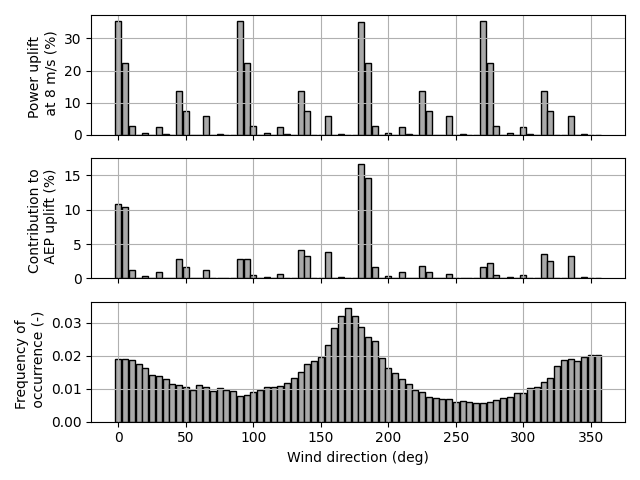 Power uplift
at 8 m/s (%)
30
20
10
0
Contribution to
AEP uplift (%)
15
10
5
0
Frequency of
occurrence (-)
0.03
0.02
0.01
0.00
0 50 100 150 200 250 300 350
Wind direction (deg)